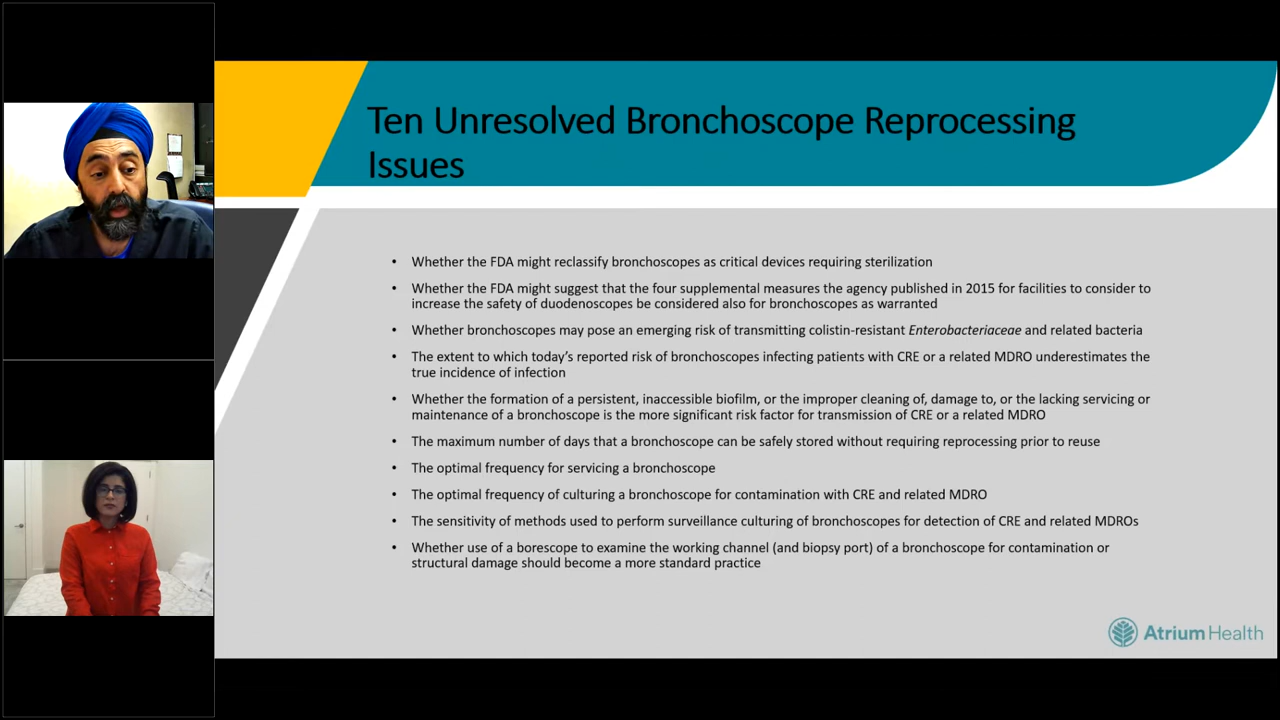 Ten Unresolved Bronchoscope Reprocessing
Issues
• Whether the FDA might reclassify bronchoscopes as critical devices requiring sterilization
• Whether the FDA might suggest that the four supplemental measures the agency published in 2015 for facilities to consider to
increase the safety of duodenoscopes be considered also for bronchoscopes as warranted
• Whether bronchoscopes may pose an emerging risk of transmitting colistin-resistant Enterobacteriaceae and related bacteria
• The extent to which today's reported risk of bronchoscopes infecting patients with CRE or a related MDRO underestimates the
true incidence of infection
• Whether the formation of a persistent, inaccessible biofilm, or the improper cleaning of, damage to, or the lacking servicing or
maintenance of a bronchoscope is the more significant risk factor for transmission of CRE or a related MDRO
• The maximum number of days that a bronchoscope can be safely stored without requiring reprocessing prior to reuse
• The optimal frequency for servicing a bronchoscope
• The optimal frequency of culturing a bronchoscope for contamination with CRE and related MDRO
• The sensitivity of methods used to perform surveillance culturing of bronchoscopes for detection of CRE and related MDROs
• Whether use of a borescope to examine the working channel (and biopsy port) of a bronchoscope for contamination or
structural damage should become a more standard practice
Atrium Health